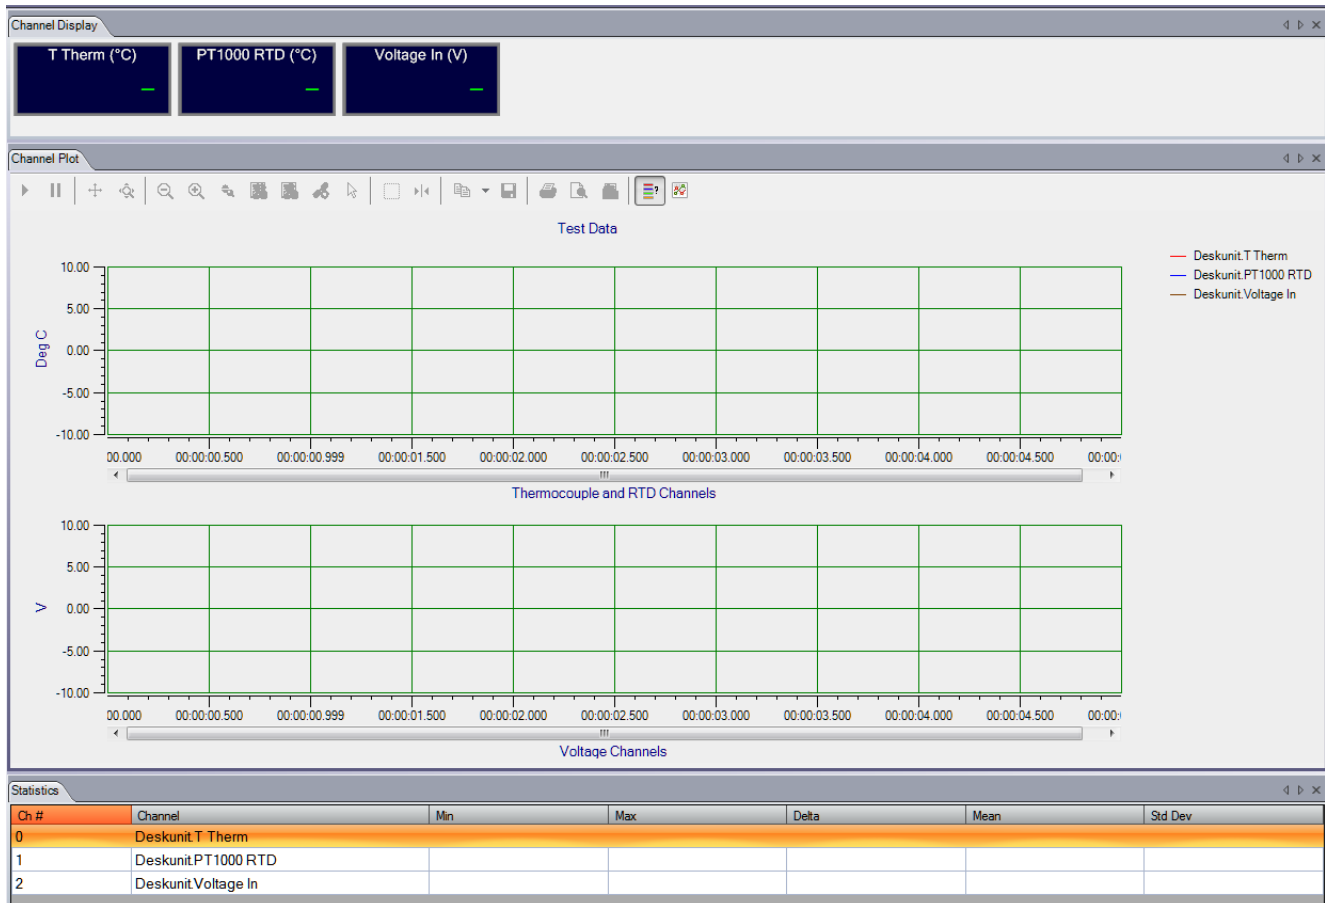 Channel Display
T Therm (°C) PT1000 RTD (°C) Voltage In (V)
– – –
Channel Plot
Test Data
Deskunit.T Therm
Deskunit.PT1000 RTD
Deskunit.Voltage In
10.00
5.00
0.00
-5.00
-10.00
Deg C
00.000 00:00:00.500 00:00:00.999 00:00:01.500 00:00:02.000 00:00:02.500 00:00:03.000 00:00:03.500 00:00:04.000 00:00:04.500 00:00:
Thermocouple and RTD Channels
10.00
5.00
0.00
-5.00
-10.00
V
00.000 00:00:00.500 00:00:00.999 00:00:01.500 00:00:02.000 00:00:02.500 00:00:03.000 00:00:03.500 00:00:04.000 00:00:04.500 00:00:
Voltage Channels
Statistics
Ch # Channel Min Max Delta Mean Std Dev
0 Deskunit.T Therm
1 Deskunit.PT1000 RTD
2 Deskunit.Voltage In